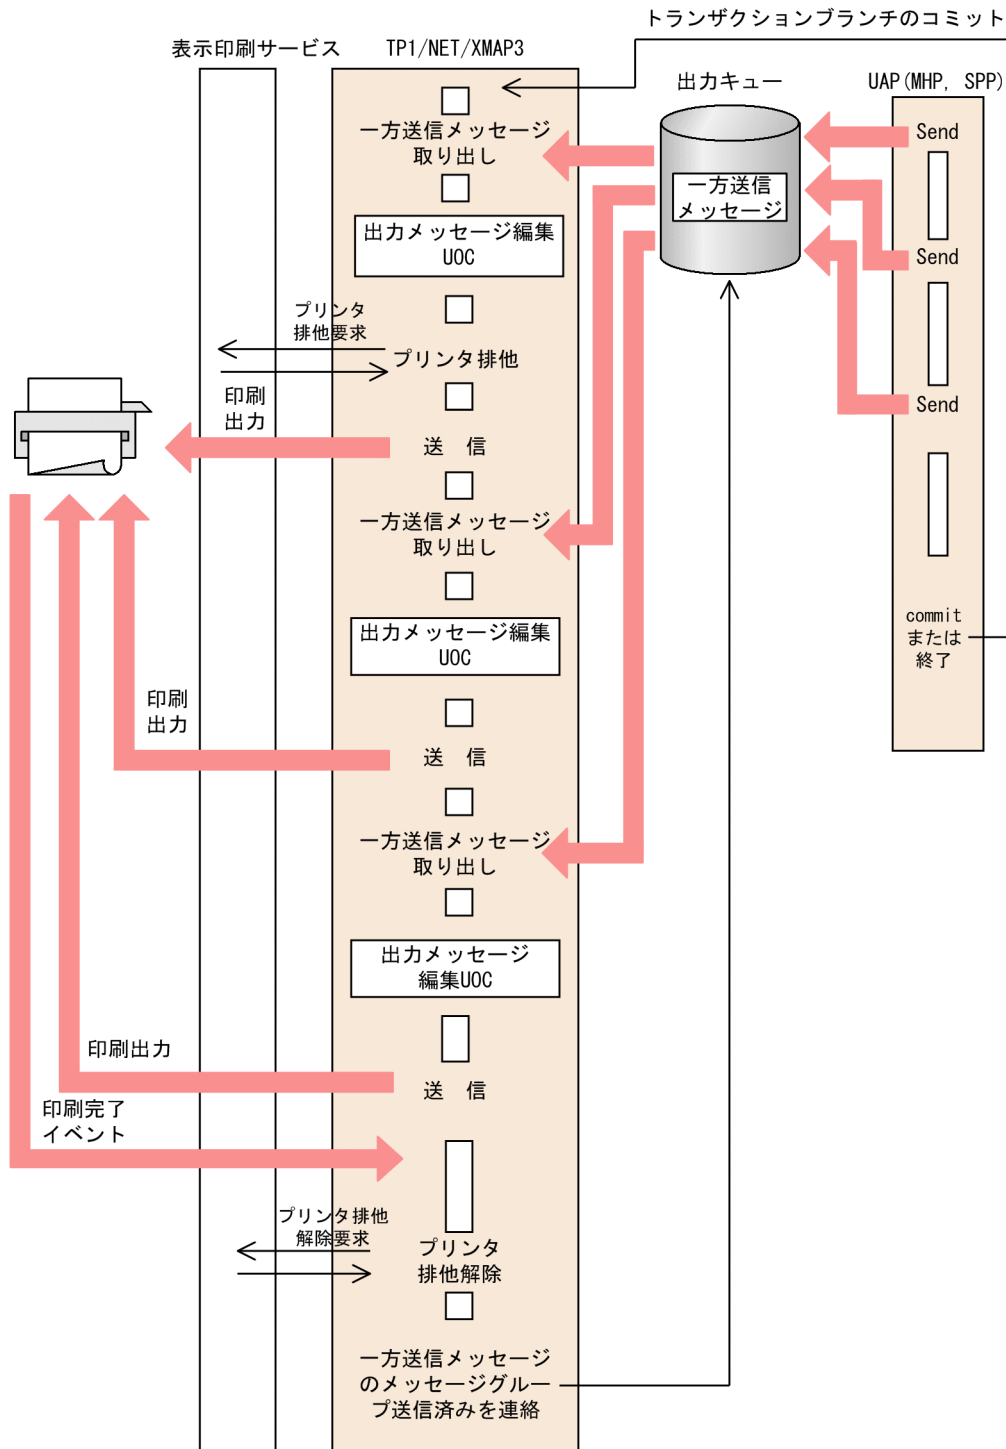 トランザクションブランチのコミット
表示印刷サービス
TP1/NET/XMAP3
出力キュー
UAP(MHP, SPP)
Send
一方送信メッセージ
取り出し
一方送信
メッセージ
出力メッセージ編集
UOC
Send
プリンタ
排他要求
プリンタ排他
印刷
出力
Send
送　信
一方送信メッセージ
取り出し
出力メッセージ編集
UOC
commit
または
終了
印刷
出力
送　信
一方送信メッセージ
取り出し
出力メッセージ
編集UOC
印刷出力
送　信
印刷完了
イベント
プリンタ排他
解除要求
プリンタ
排他解除
一方送信メッセージ
のメッセージグルー
プ送信済みを連絡